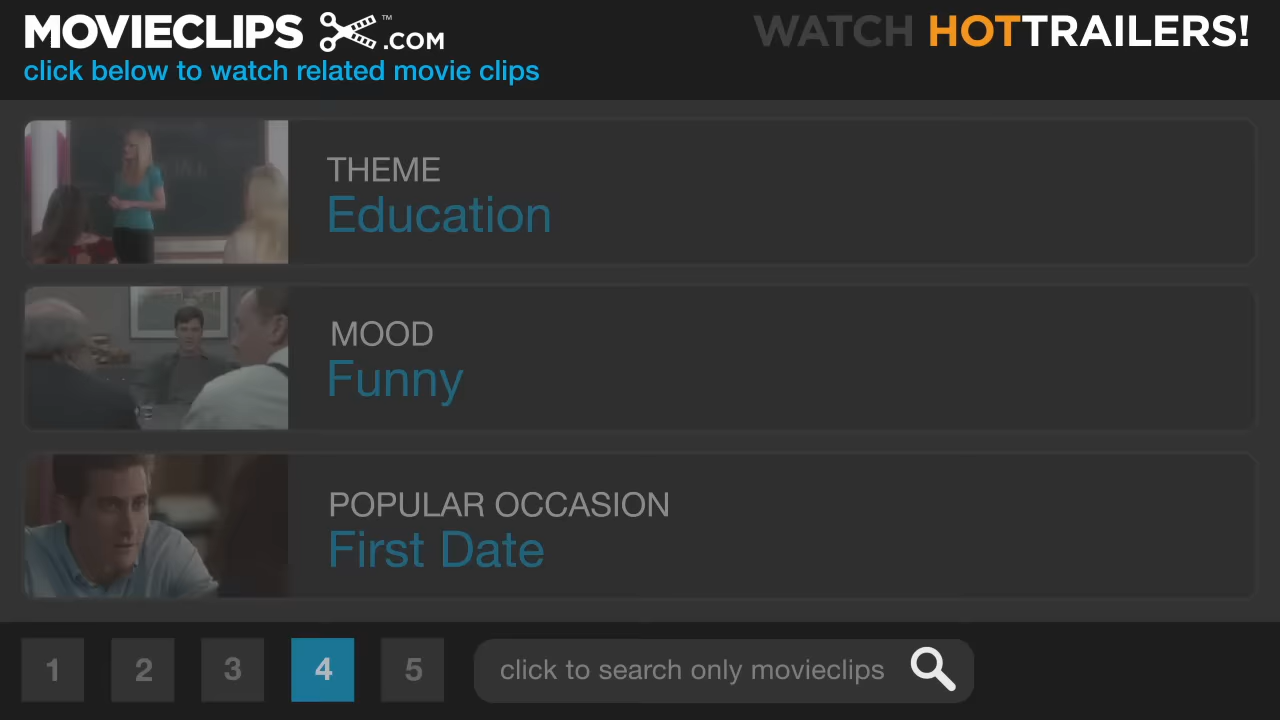 MOVIECLIPS ™ .COM
WATCH HOTTRAILERS!
click below to watch related movie clips
THEME
Education
MOOD
Funny
POPULAR OCCASION
First Date
1 2 3 4 5 click to search only movieclips